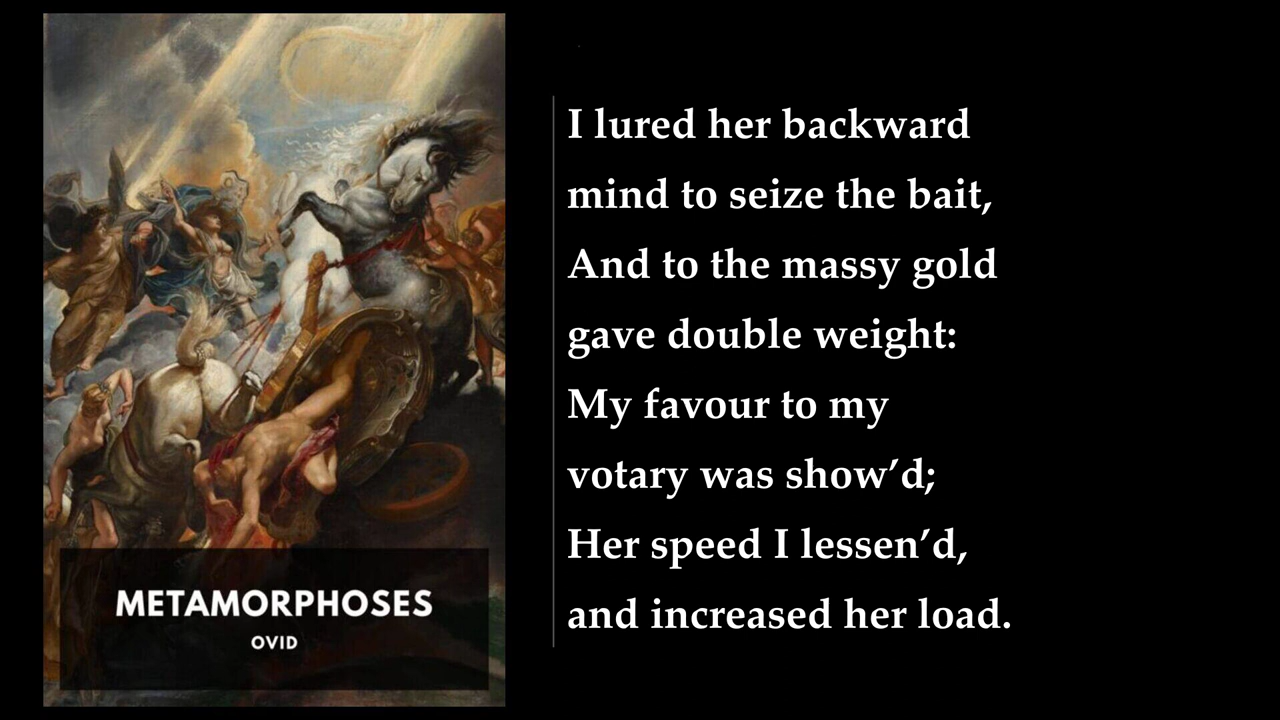 METAMORPHOSES
OVID
I lured her backward
mind to seize the bait,
And to the massy gold
gave double weight:
My favour to my
votary was show’d;
Her speed I lessen’d,
and increased her load.